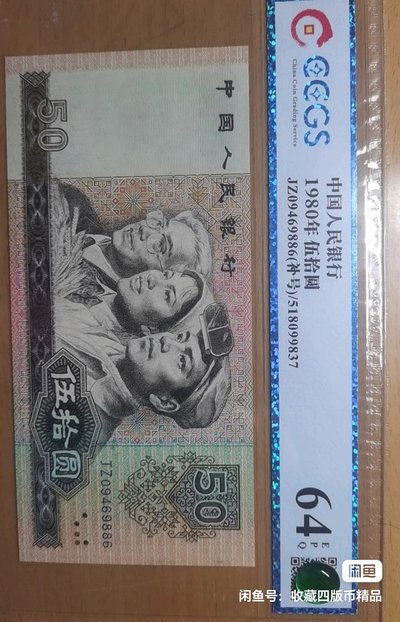 CCGS
China Coin Grading Service
中国人民银行
1980年 伍拾圆
JZ09469886(补号)/518099837
64 EPQ
中国人民银行
50
伍拾圆
JZ09469886
50
闲鱼
闲鱼号：收藏四版币精品